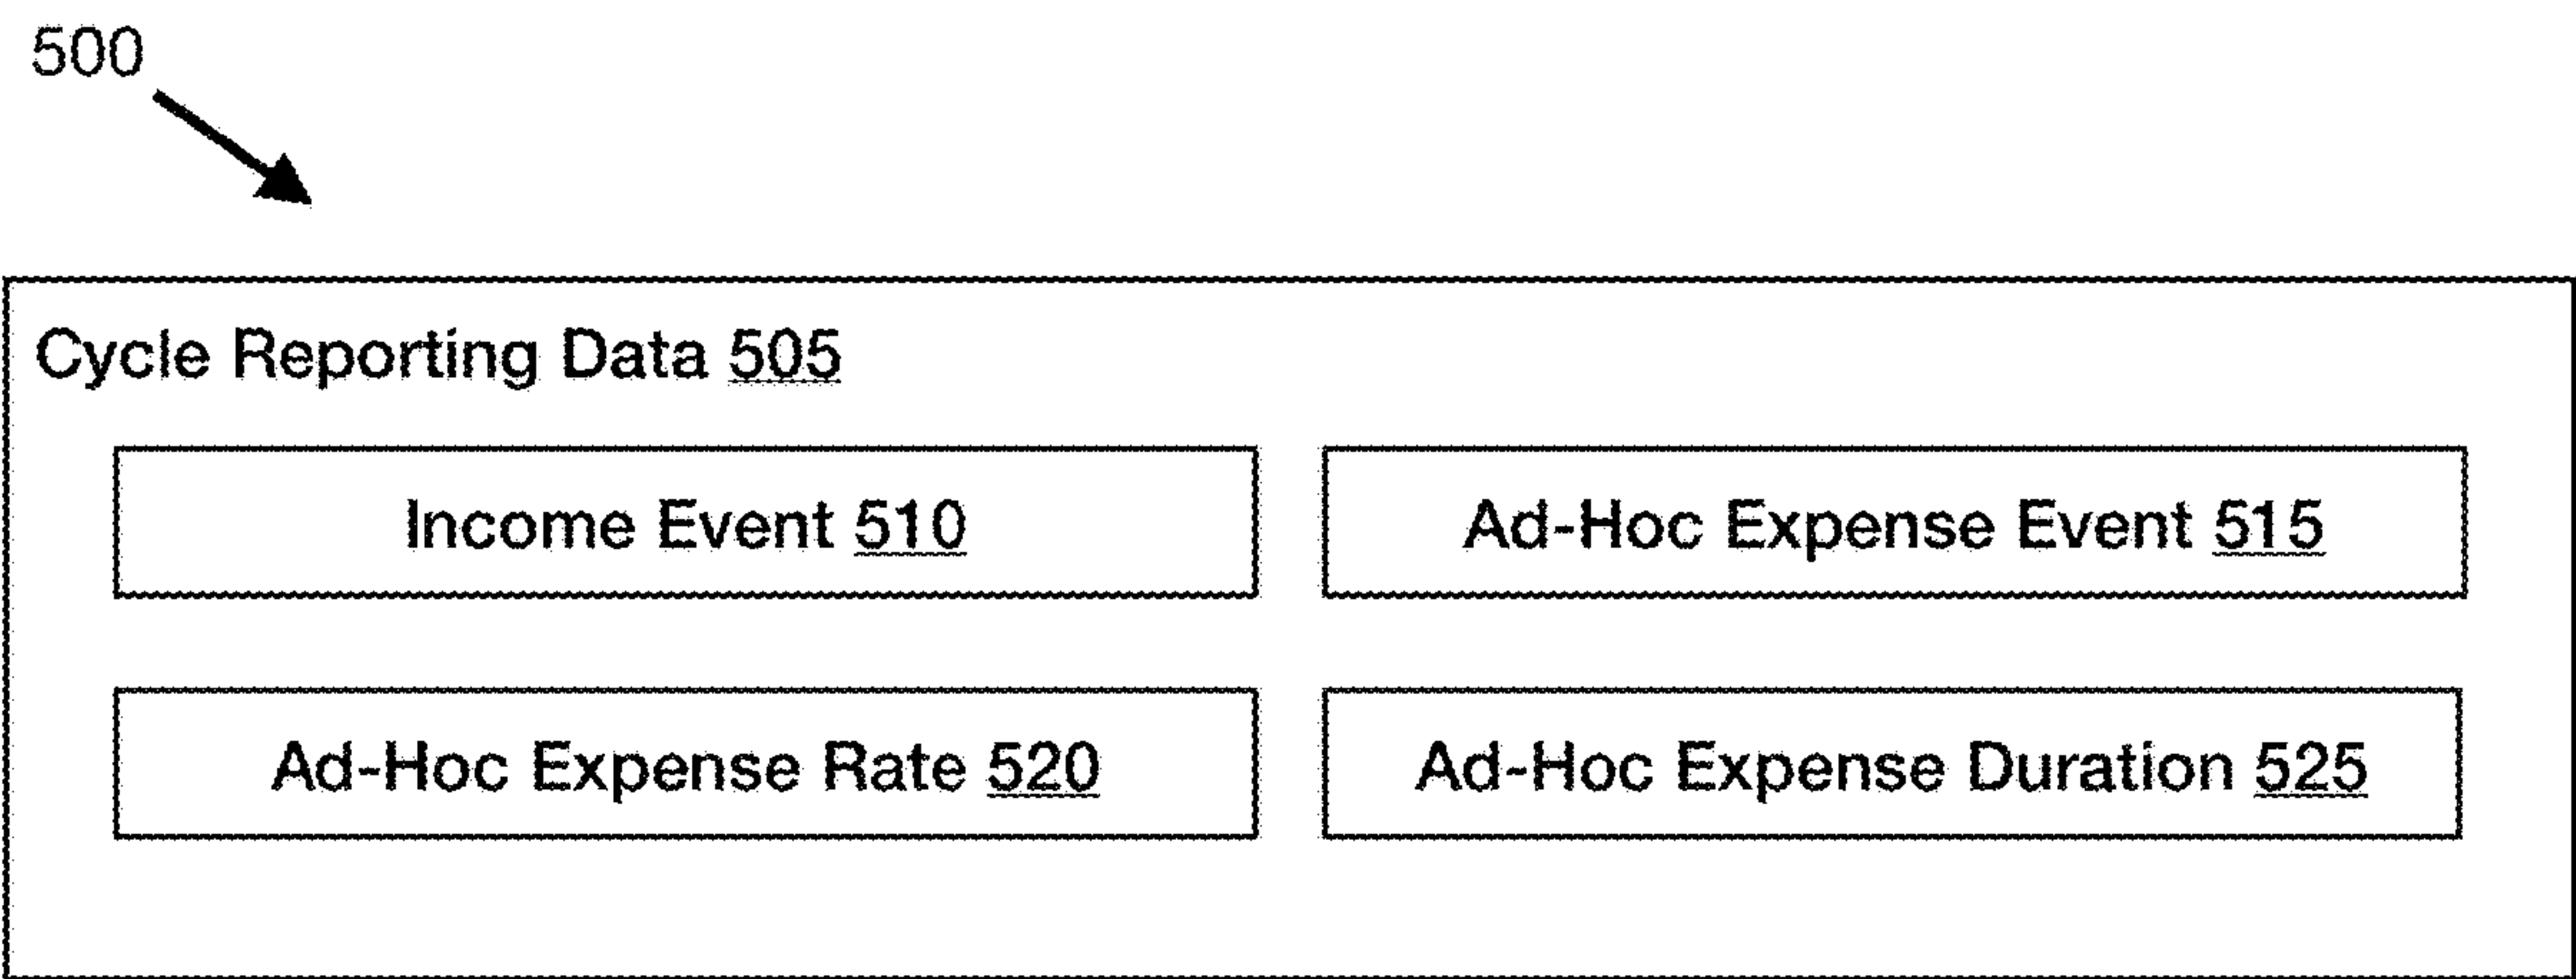 500
Cycle Reporting Data 505
Income Event 510
Ad-Hoc Expense Event 515
Ad-Hoc Expense Rate 520
Ad-Hoc Expense Duration 525